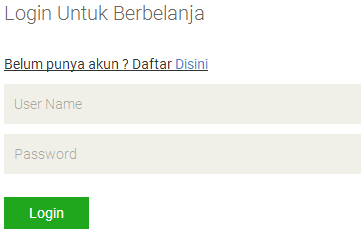 Login Untuk Berbelanja
Belum punya akun ? Daftar Disini
User Name
Password
Login